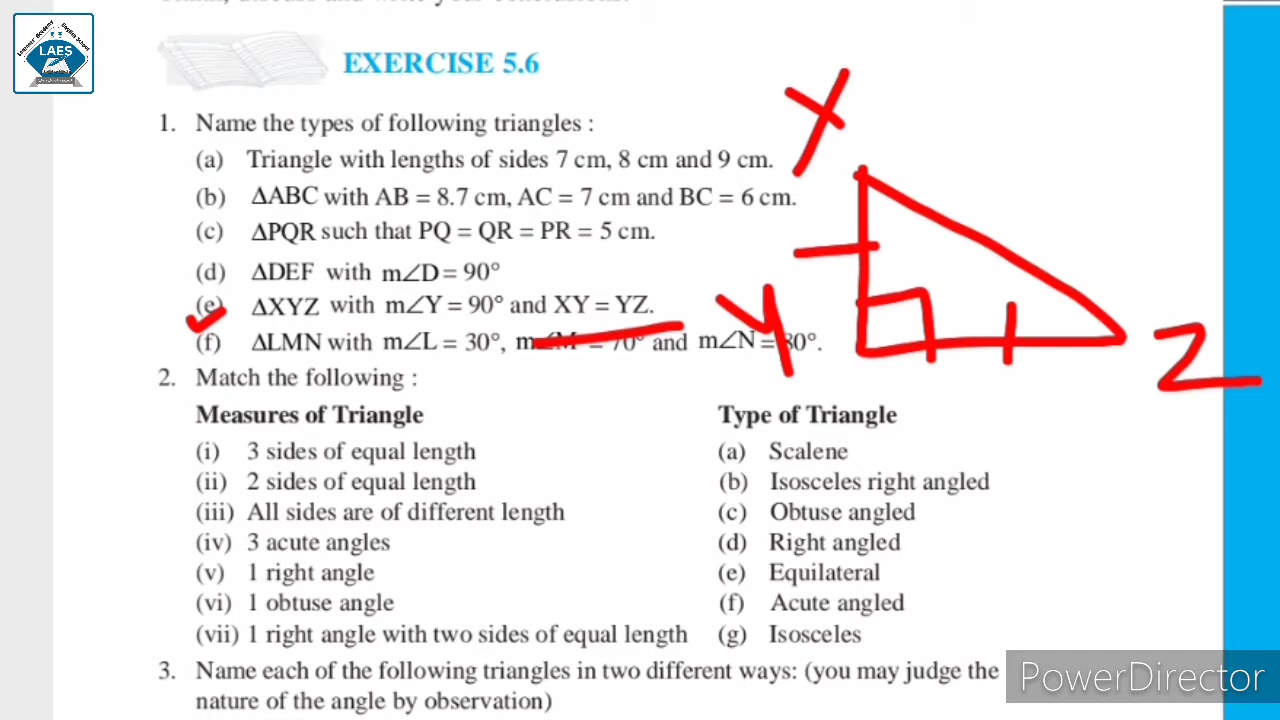 LAES
EXERCISE 5.6
1. Name the types of following triangles :
(a) Triangle with lengths of sides 7 cm, 8 cm and 9 cm.
(b) ΔABC with AB = 8.7 cm, AC = 7 cm and BC = 6 cm.
(c) ΔPQR such that PQ = QR = PR = 5 cm.
(d) ΔDEF with m∠D = 90°
(e) ΔXYZ with m∠Y = 90° and XY = YZ.
(f) ΔLMN with m∠L = 30°, m∠M = 70° and m∠N = 80°.
X
Y
Z
2. Match the following :
Measures of Triangle Type of Triangle
(i) 3 sides of equal length (a) Scalene
(ii) 2 sides of equal length (b) Isosceles right angled
(iii) All sides are of different length (c) Obtuse angled
(iv) 3 acute angles (d) Right angled
(v) 1 right angle (e) Equilateral
(vi) 1 obtuse angle (f) Acute angled
(vii) 1 right angle with two sides of equal length (g) Isosceles
3. Name each of the following triangles in two different ways: (you may judge the
nature of the angle by observation)
PowerDirector